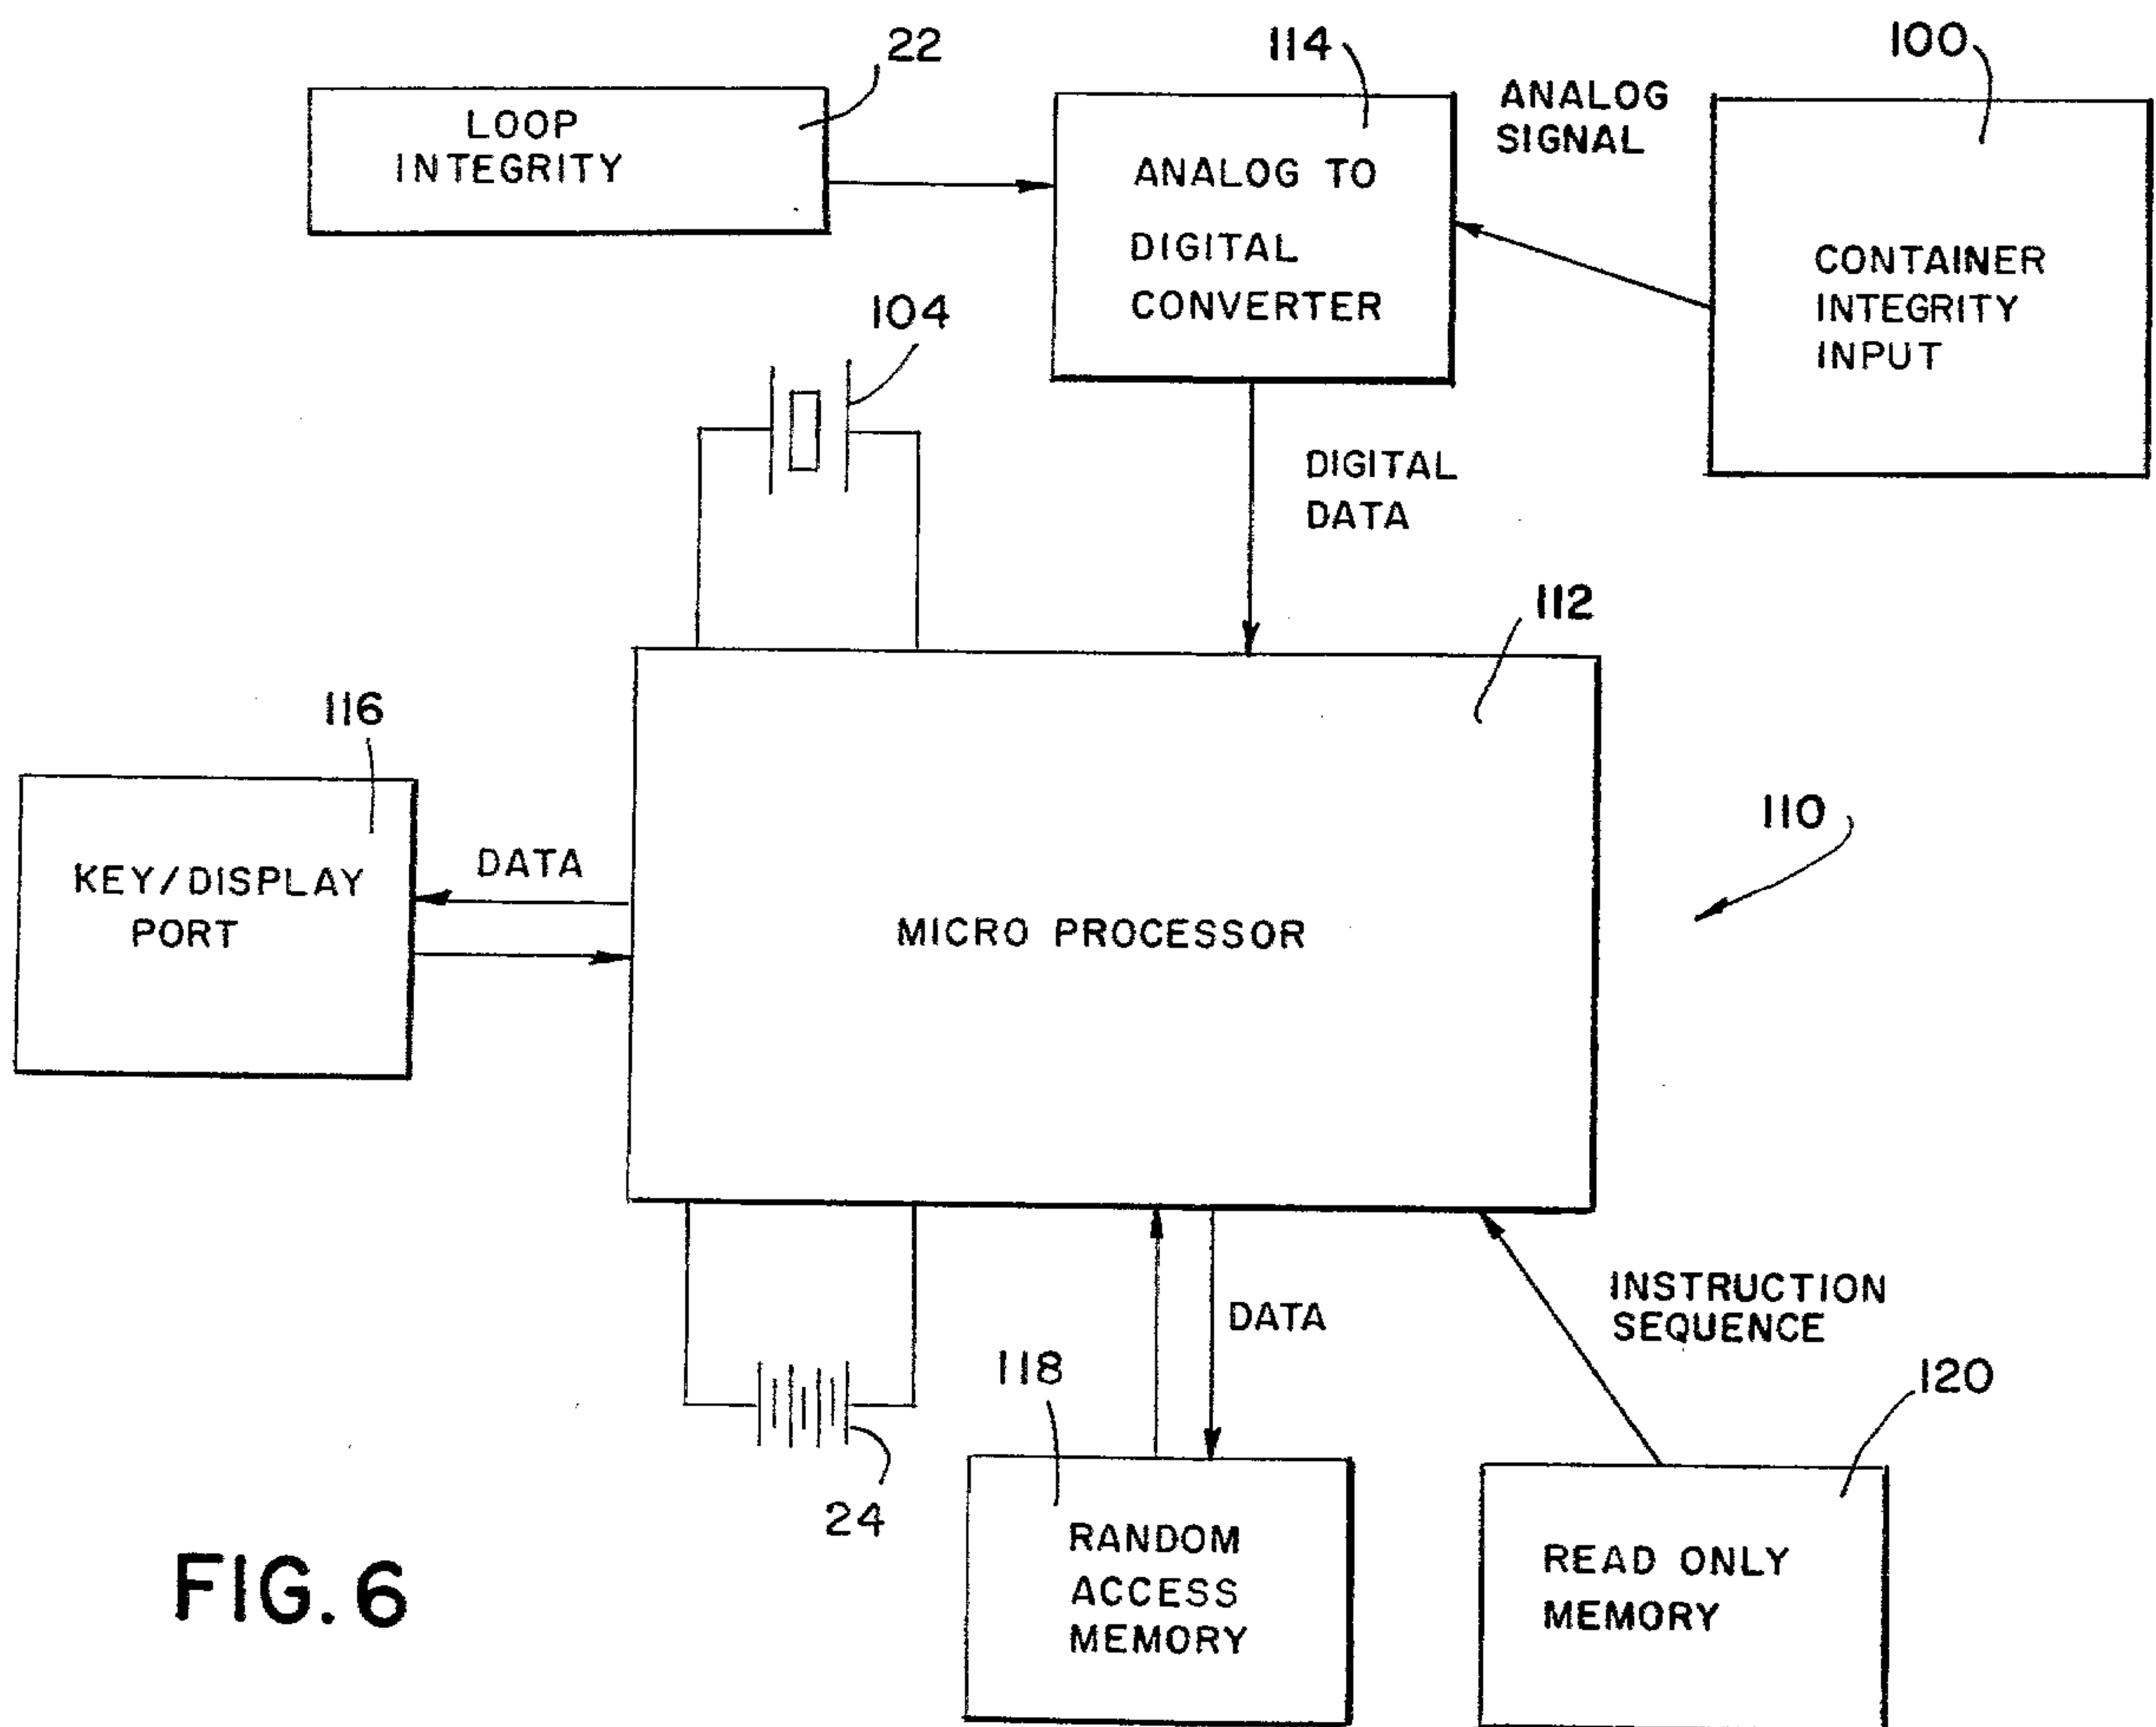 22
114
100
LOOP
INTEGRITY
ANALOG TO
DIGITAL
CONVERTER
ANALOG
SIGNAL
CONTAINER
INTEGRITY
INPUT
104
DIGITAL
DATA
112
116
110
KEY/DISPLAY
PORT
DATA
MICRO PROCESSOR
INSTRUCTION
SEQUENCE
DATA
118
120
24
RANDOM
ACCESS
MEMORY
READ ONLY
MEMORY
FIG. 6